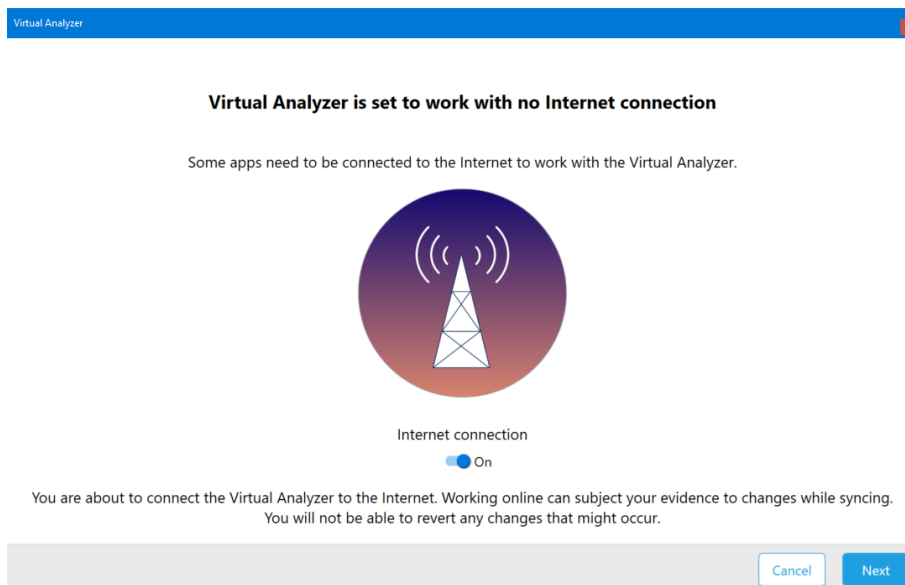 Virtual Analyzer
Virtual Analyzer is set to work with no Internet connection
Some apps need to be connected to the Internet to work with the Virtual Analyzer.
Internet connection
On
You are about to connect the Virtual Analyzer to the Internet. Working online can subject your evidence to changes while syncing.
You will not be able to revert any changes that might occur.
Cancel
Next